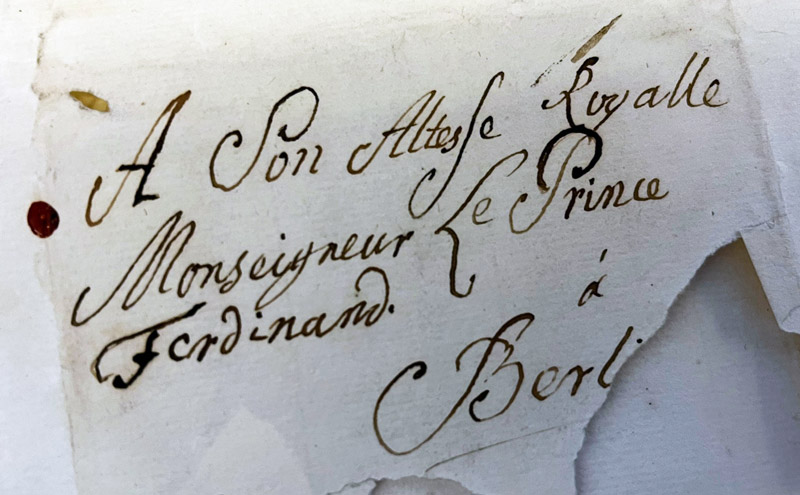 A Son Altesse Royalle
Monseigneur Le Prince
Ferdinand.
á
Berli